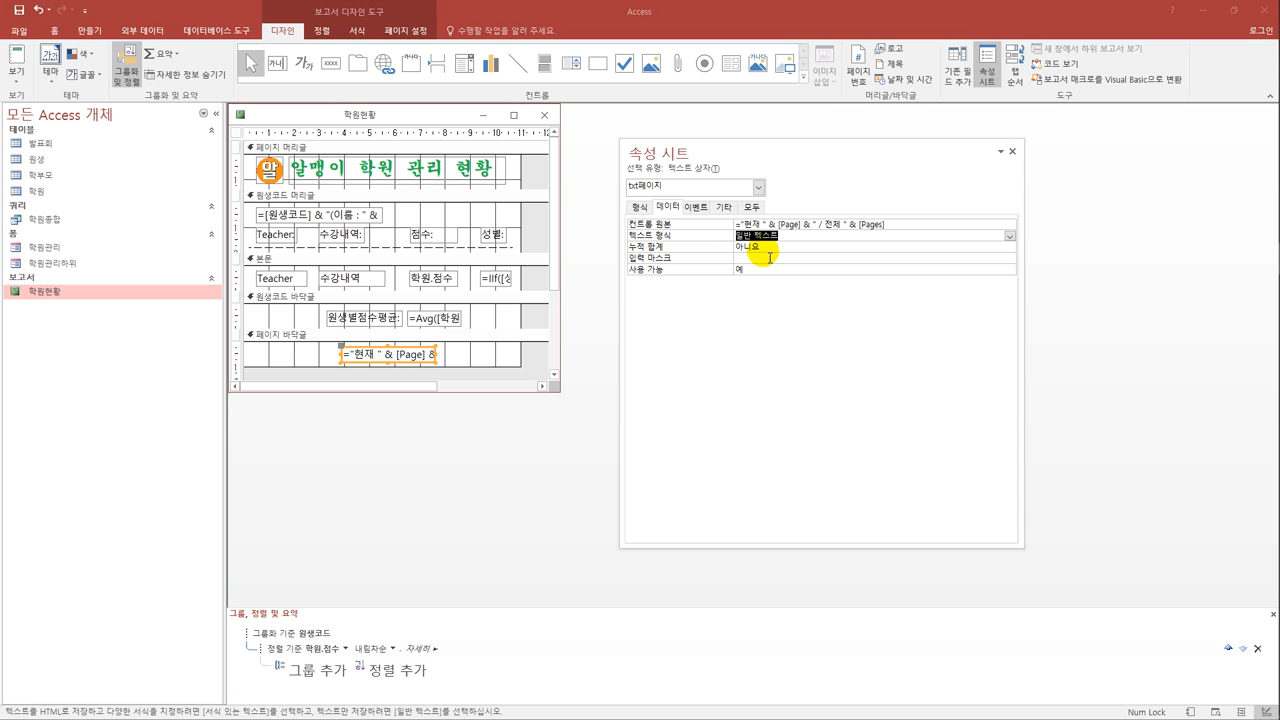 보고서 디자인 도구
Access
로그인
파일 홈 만들기 외부 데이터 데이터베이스 도구 디자인 정렬 서식 페이지 설정 수행할 작업을 알려 주세요.
보기
테마
색
글꼴
그룹화 및 정렬
요약
자세한 정보 숨기기
이미지 삽입
페이지 번호
로고
제목
날짜 및 시간
기존 필드 추가
속성 시트
탭 순서
새 창에서 하위 보고서 보기
코드 보기
보고서 매크로를 Visual Basic으로 변환
보기 테마 그룹화 및 요약 컨트롤 머리글/바닥글 도구
모든 Access 개체
테이블
발표회
원생
학부모
학원
쿼리
학원종합
폼
학원관리
학원관리하위
보고서
학원현황
학원현황
페이지 머리글
알 알맹이 학원 관리 현황
원생코드 머리글
=[원생코드] & "(이름 : " &
Teacher: 수강내역: 점수: 성별:
본문
Teacher 수강내역 학원.점수 =IIf([성
원생코드 바닥글
원생별점수평균: =Avg([학원
페이지 바닥글
="현재 " & [Page] &
속성 시트
선택 유형: 텍스트 상자(I)
txt페이지
형식 데이터 이벤트 기타 모두
컨트롤 원본 ="현재 " & [Page] & " / 전체 " & [Pages]
텍스트 형식 일반 텍스트
누적 합계 아니요
입력 마스크
사용 가능 예
그룹, 정렬 및 요약
그룹화 기준 원생코드
정렬 기준 학원.점수 내림차순 , 자세히
그룹 추가 정렬 추가
텍스트를 HTML로 저장하고 다양한 서식을 지정하려면 [서식 있는 텍스트]를 선택하고, 텍스트만 저장하려면 [일반 텍스트]를 선택하십시오.
Num Lock